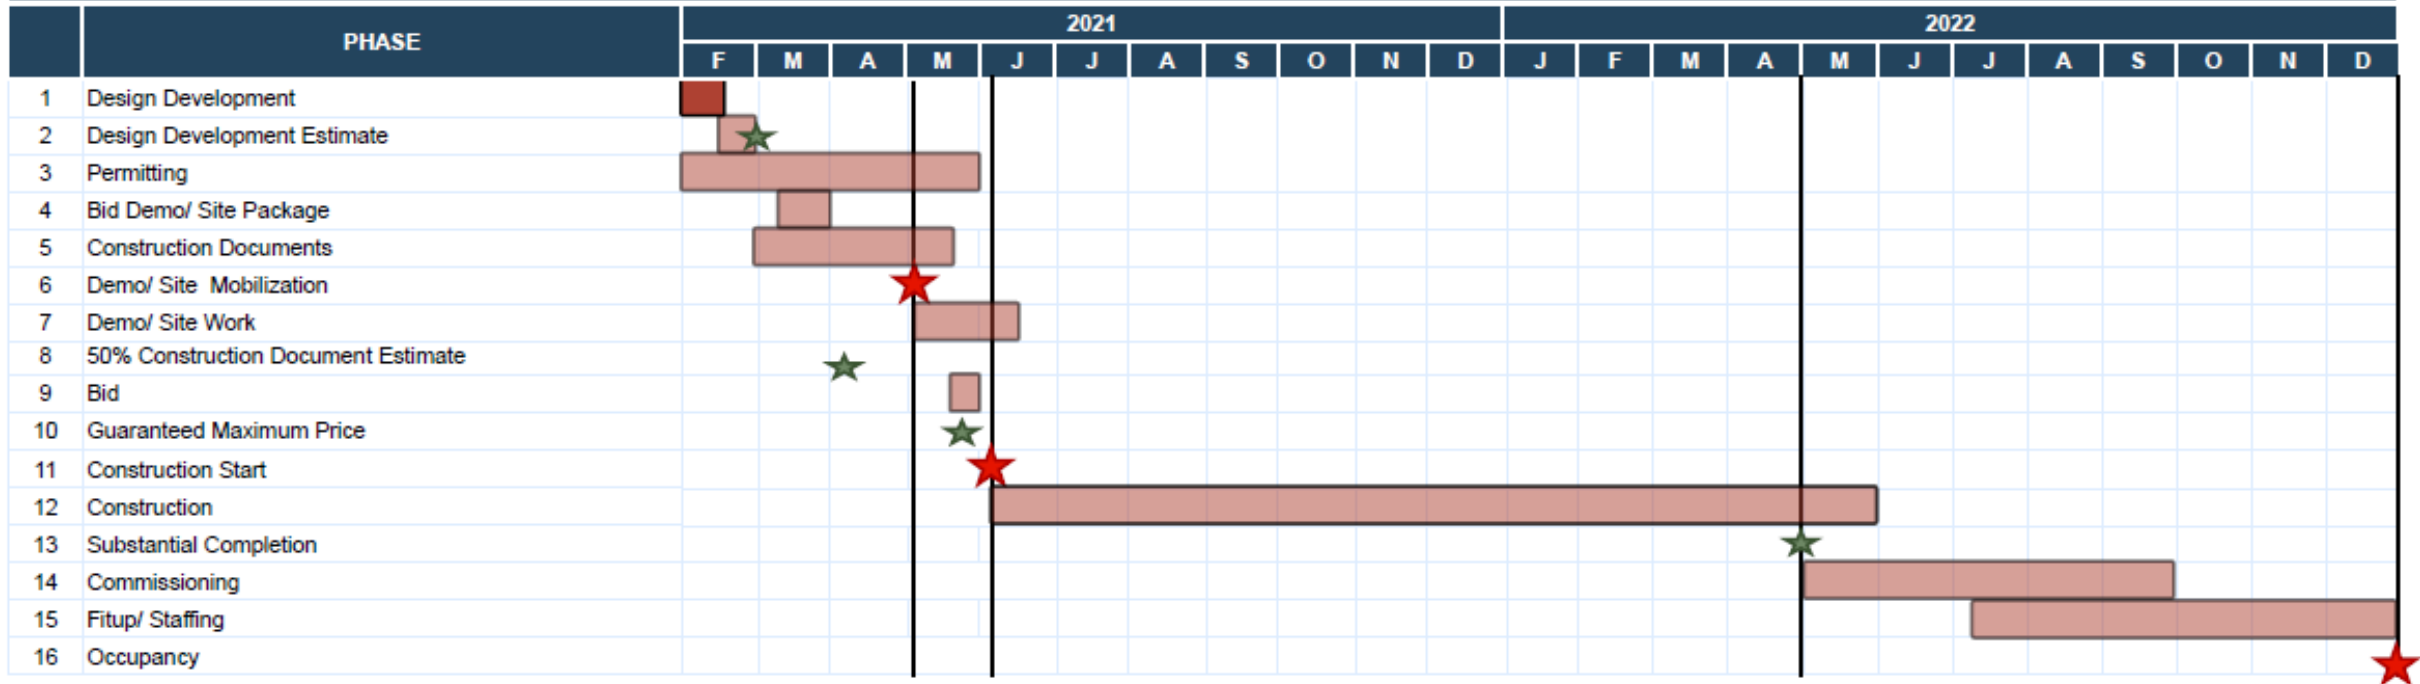 PHASE 2021 2022
F M A M J J A S O N D J F M A M J J A S O N D
1 Design Development
2 Design Development Estimate
3 Permitting
4 Bid Demo/ Site Package
5 Construction Documents
6 Demo/ Site  Mobilization
7 Demo/ Site Work
8 50% Construction Document Estimate
9 Bid
10 Guaranteed Maximum Price
11 Construction Start
12 Construction
13 Substantial Completion
14 Commissioning
15 Fitup/ Staffing
16 Occupancy